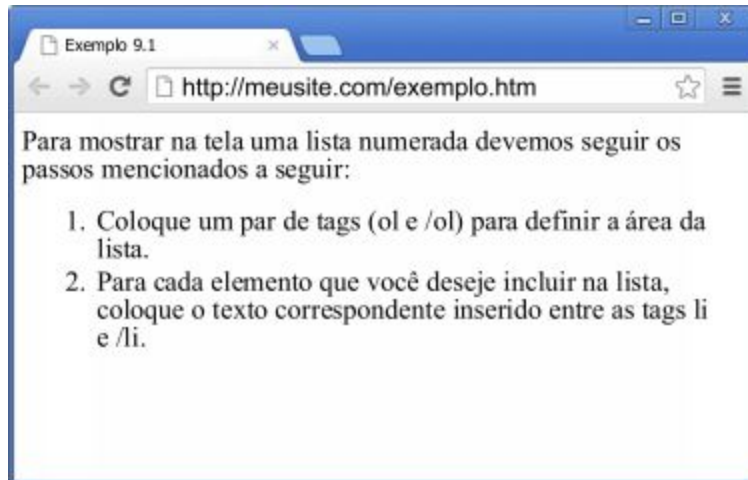 Exemplo 9.1
http://meusite.com/exemplo.htm
Para mostrar na tela uma lista numerada devemos seguir os
passos mencionados a seguir:
1. Coloque um par de tags (ol e /ol) para definir a área da
lista.
2. Para cada elemento que você deseje incluir na lista,
coloque o texto correspondente inserido entre as tags li
e /li.